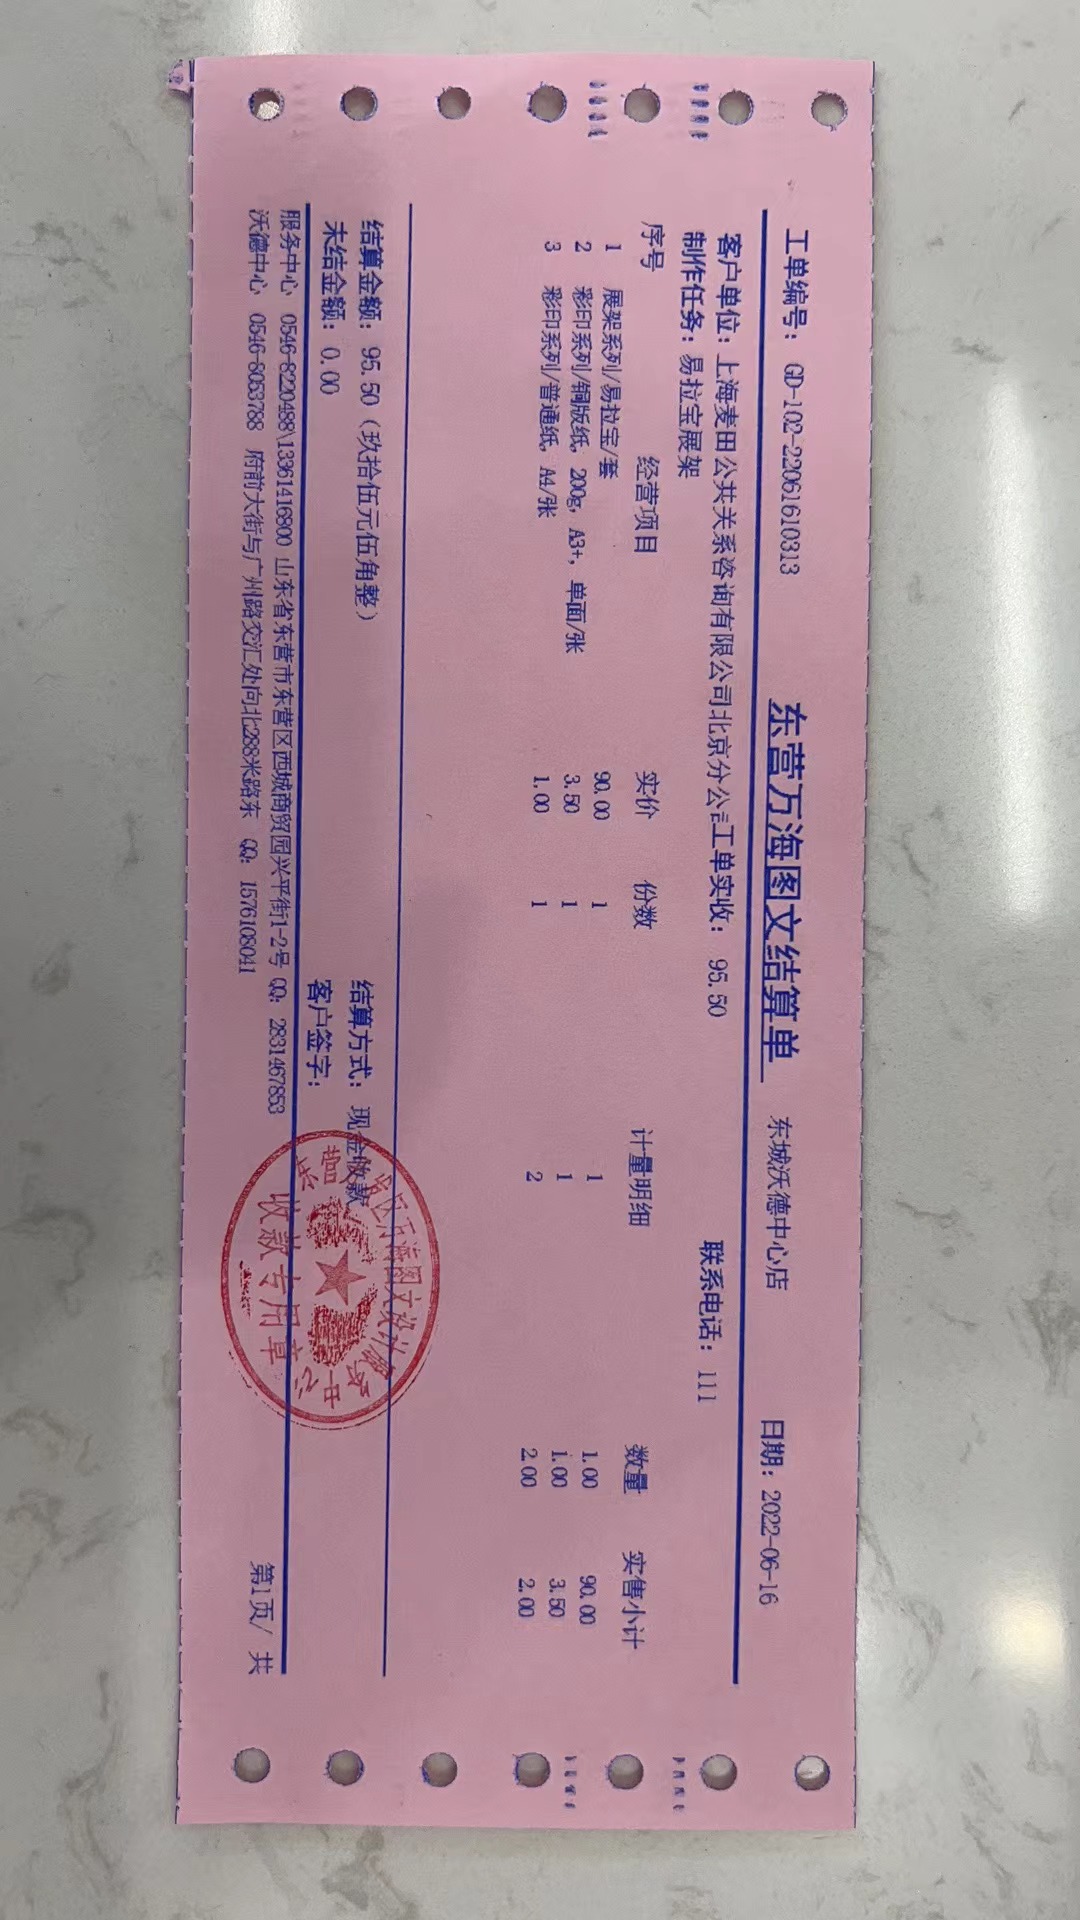 东营万海图文结算单
工单编号： GD-102-22061610313 东城沃德中心店 日期： 2022-06-16
客户单位：上海麦田公共关系咨询有限公司北京分公 工单实收： 95.50 联系电话： 111
制作任务：易拉宝展架
序号 经营项目 实价 份数 计量明细 数量 实售小计
1 展架系列/易拉宝/套 90.00 1 1 1.00 90.00
2 彩印系列/铜版纸, 200g, A3+, 单面/张 3.50 1 1 1.00 3.50
3 彩印系列/普通纸, A4/张 1.00 1 2 2.00 2.00
结算金额： 95.50（玖拾伍元伍角整） 结算方式：现金收款
未结金额： 0.00 客户签字：
服务中心 0546-8220488\13361416800 山东省东营市东营区西城商贸园兴平街1-2号 QQ: 2831467853
沃德中心 0546-8053788 府前大街与广州路交汇处向北288米路东 QQ: 1576108041 第1页/ 共
收款专用章